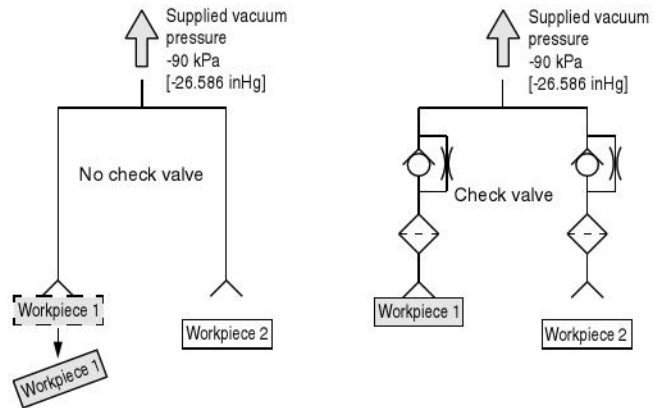 Supplied vacuum
pressure
-90 kPa
[-26.586 inHg]
No check valve
Workpiece 1
Workpiece 2
Workpiece 1
Supplied vacuum
pressure
-90 kPa
[-26.586 inHg]
Check valve
Workpiece 1
Workpiece 2